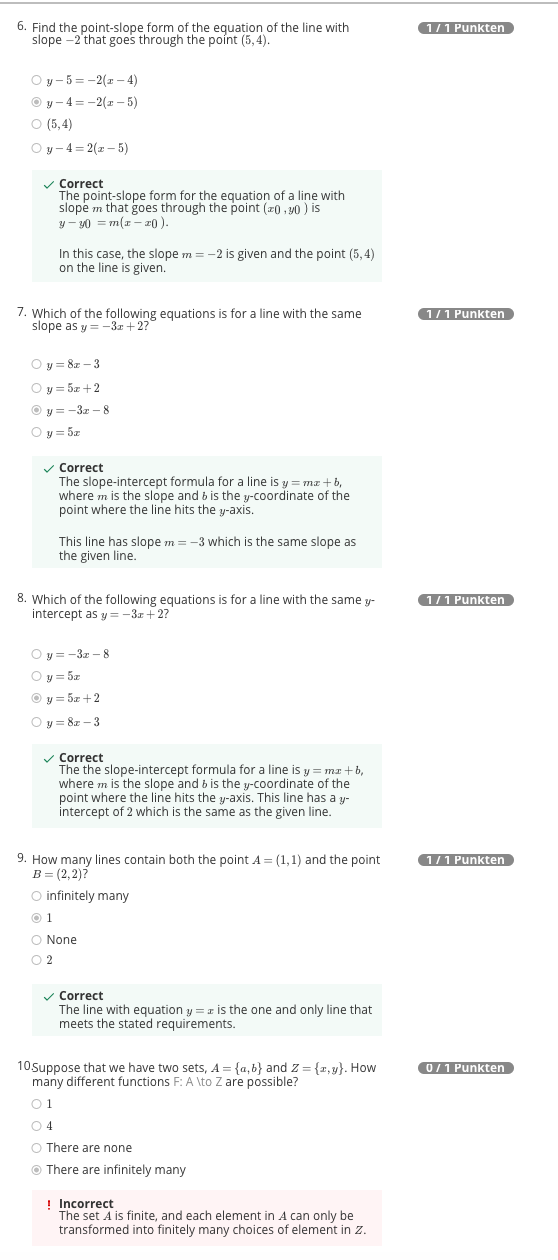 6. Find the point-slope form of the equation of the line with 1 / 1 Punkten
slope −2 that goes through the point (5, 4).
y − 5 = −2(x − 4)
y − 4 = −2(x − 5)
(5, 4)
y − 4 = 2(x − 5)
Correct
The point-slope form for the equation of a line with
slope m that goes through the point (x0 , y0 ) is
y − y0 = m(x − x0 ).
In this case, the slope m = −2 is given and the point (5, 4)
on the line is given.
7. Which of the following equations is for a line with the same 1 / 1 Punkten
slope as y = −3x + 2?
y = 8x − 3
y = 5x + 2
y = −3x − 8
y = 5x
Correct
The slope-intercept formula for a line is y = mx + b,
where m is the slope and b is the y-coordinate of the
point where the line hits the y-axis.
This line has slope m = −3 which is the same slope as
the given line.
8. Which of the following equations is for a line with the same y- 1 / 1 Punkten
intercept as y = −3x + 2?
y = −3x − 8
y = 5x
y = 5x + 2
y = 8x − 3
Correct
The the slope-intercept formula for a line is y = mx + b,
where m is the slope and b is the y-coordinate of the
point where the line hits the y-axis. This line has a y-
intercept of 2 which is the same as the given line.
9. How many lines contain both the point A = (1, 1) and the point 1 / 1 Punkten
B = (2, 2)?
infinitely many
1
None
2
Correct
The line with equation y = x is the one and only line that
meets the stated requirements.
10 Suppose that we have two sets, A = {a, b} and Z = {x, y}. How 0 / 1 Punkten
many different functions F: A \to Z are possible?
1
4
There are none
There are infinitely many
! Incorrect
The set A is finite, and each element in A can only be
transformed into finitely many choices of element in Z.